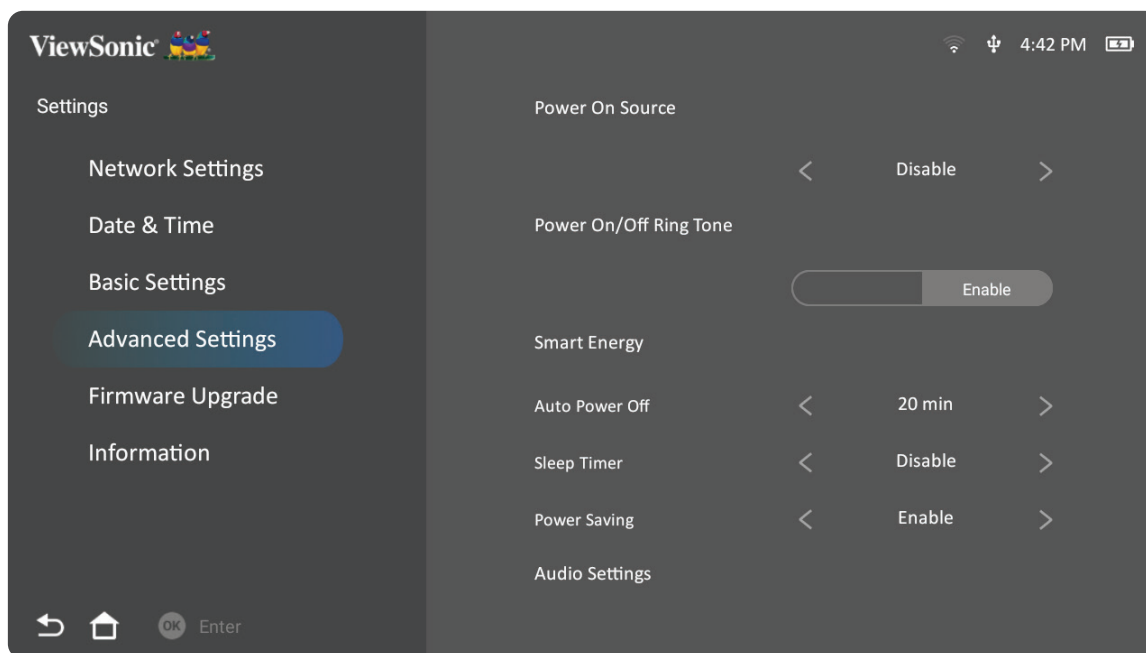 ViewSonic®
4:42 PM
Settings
Network Settings
Date & Time
Basic Settings
Advanced Settings
Firmware Upgrade
Information
OK Enter
Power On Source
< Disable >
Power On/Off Ring Tone
Enable
Smart Energy
Auto Power Off < 20 min >
Sleep Timer < Disable >
Power Saving < Enable >
Audio Settings